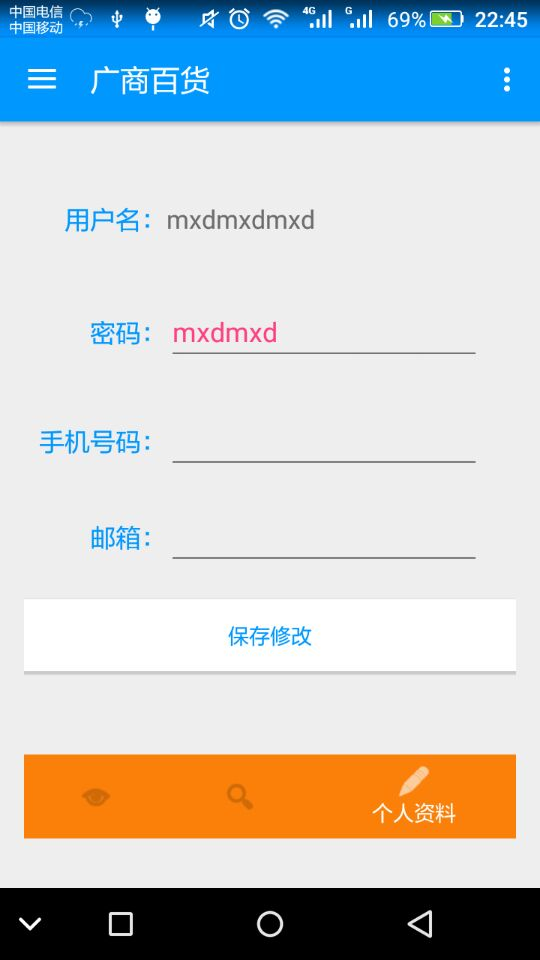 中国电信
中国移动
4G
G
69%
22:45
广商百货
用户名：mxdmxdmxd
密码：mxdmxd
手机号码：
邮箱：
保存修改
个人资料